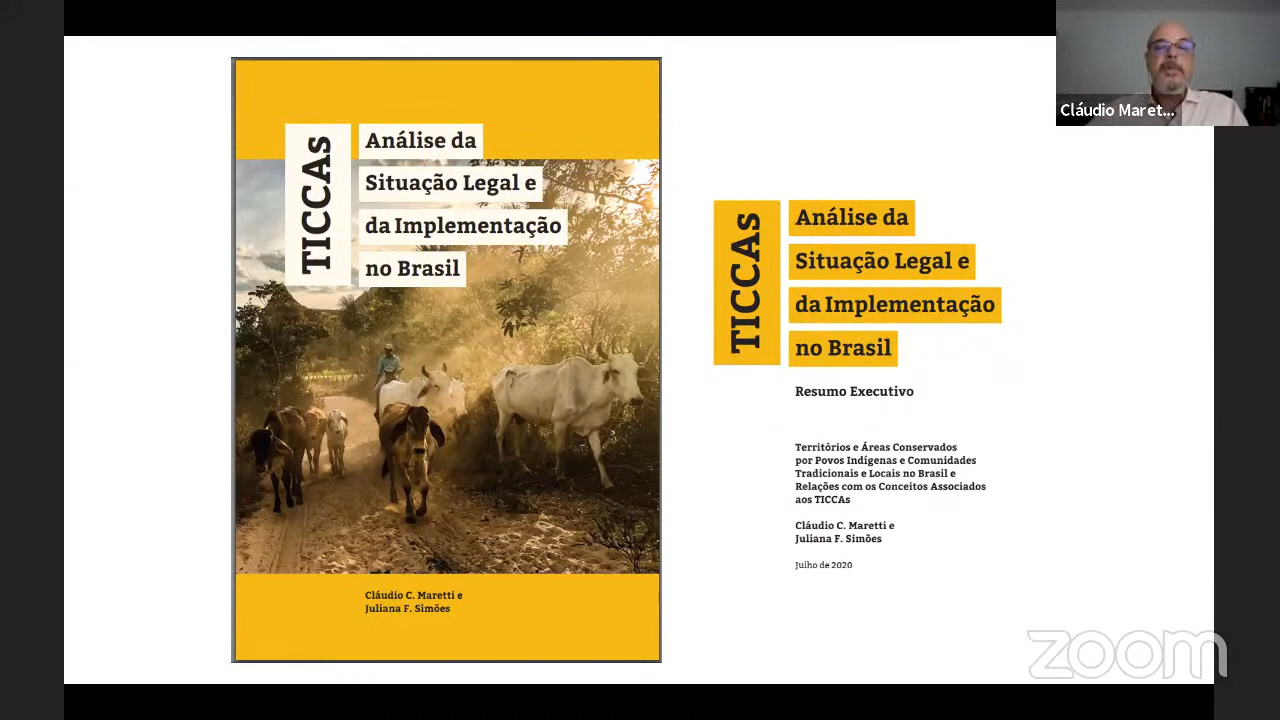 TICCAs
Análise da
Situação Legal e
da Implementação
no Brasil
Cláudio C. Maretti e
Juliana F. Simões
TICCAs
Análise da
Situação Legal e
da Implementação
no Brasil
Resumo Executivo
Territórios e Áreas Conservados
por Povos Indígenas e Comunidades
Tradicionais e Locais no Brasil e
Relações com os Conceitos Associados
aos TICCAs
Cláudio C. Maretti e
Juliana F. Simões
Julho de 2020
Cláudio Maret...
zoom